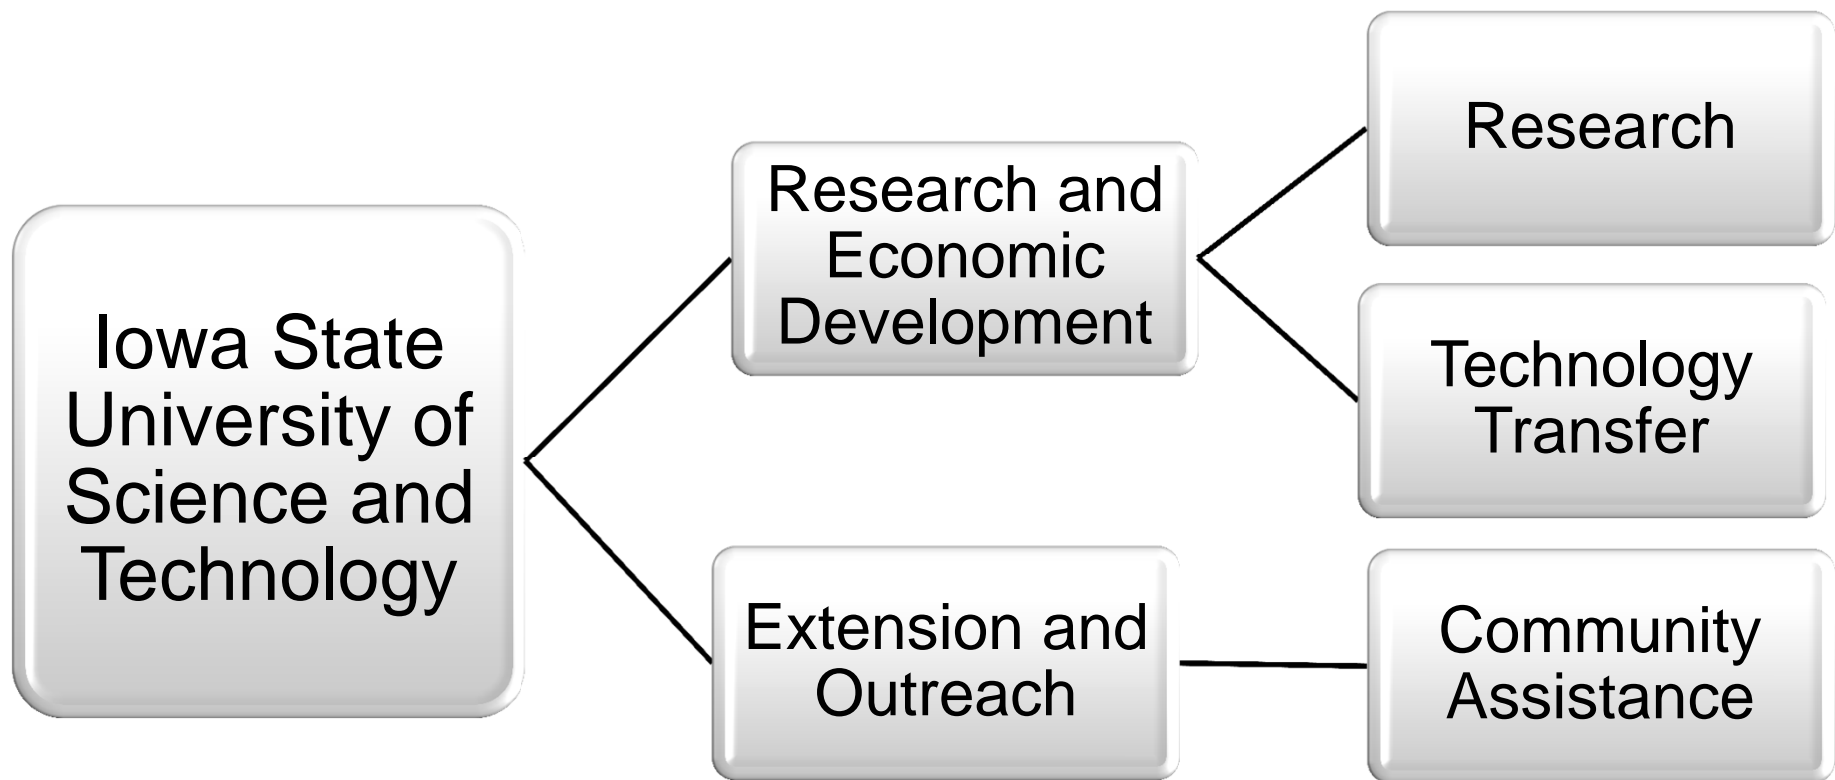 Iowa State
University of
Science and
Technology
Research and
Economic
Development
Extension and
Outreach
Research
Technology
Transfer
Community
Assistance